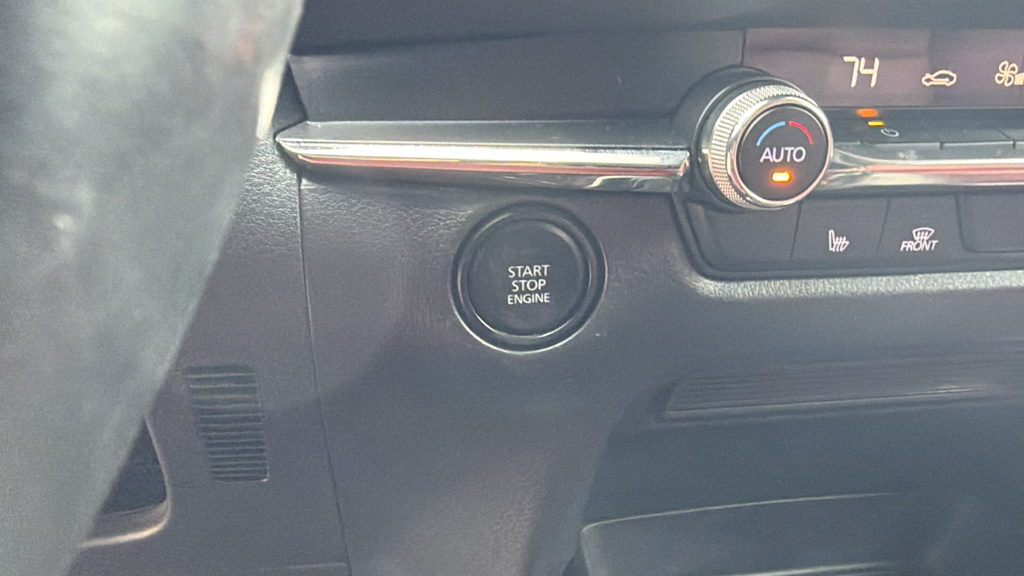 74
AUTO
START
STOP
ENGINE
FRONT